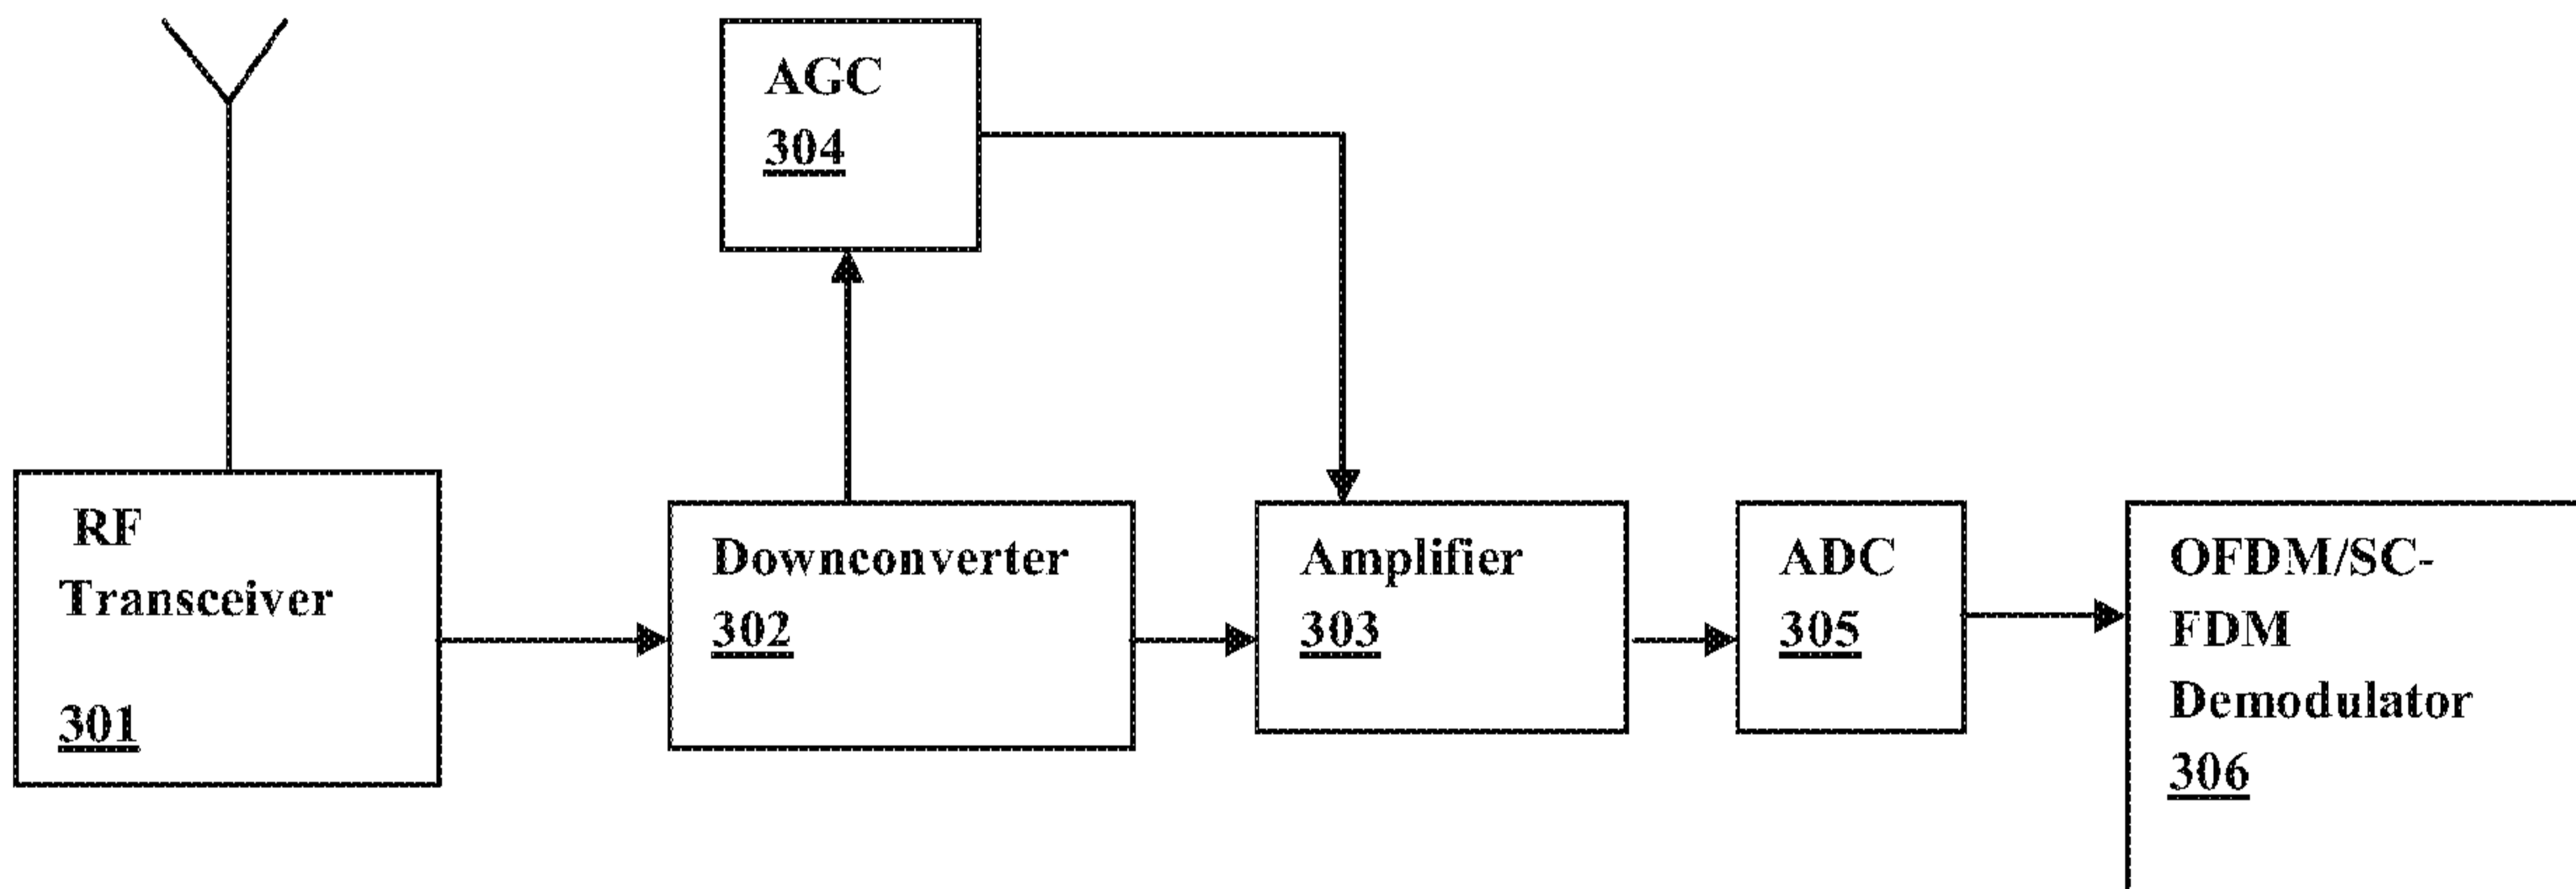 AGC
304
RF
Transceiver
301
Downconverter
302
Amplifier
303
ADC
305
OFDM/SC-
FDM
Demodulator
306